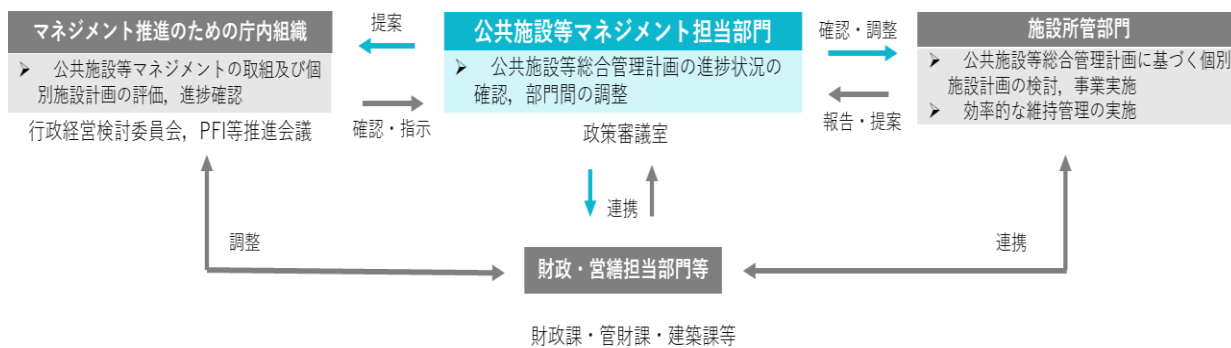 マネジメント推進のための庁内組織
➢ 公共施設等マネジメントの取組及び個
別施設計画の評価，進捗確認
行政経営検討委員会，PFI等推進会議
提案
確認・指示
公共施設等マネジメント担当部門
➢ 公共施設等総合管理計画の進捗状況の
確認，部門間の調整
政策審議室
確認・調整
報告・提案
施設所管部門
➢ 公共施設等総合管理計画に基づく個別
施設計画の検討，事業実施
➢ 効率的な維持管理の実施
連携
調整
連携
財政・営繕担当部門等
財政課・管財課・建築課等